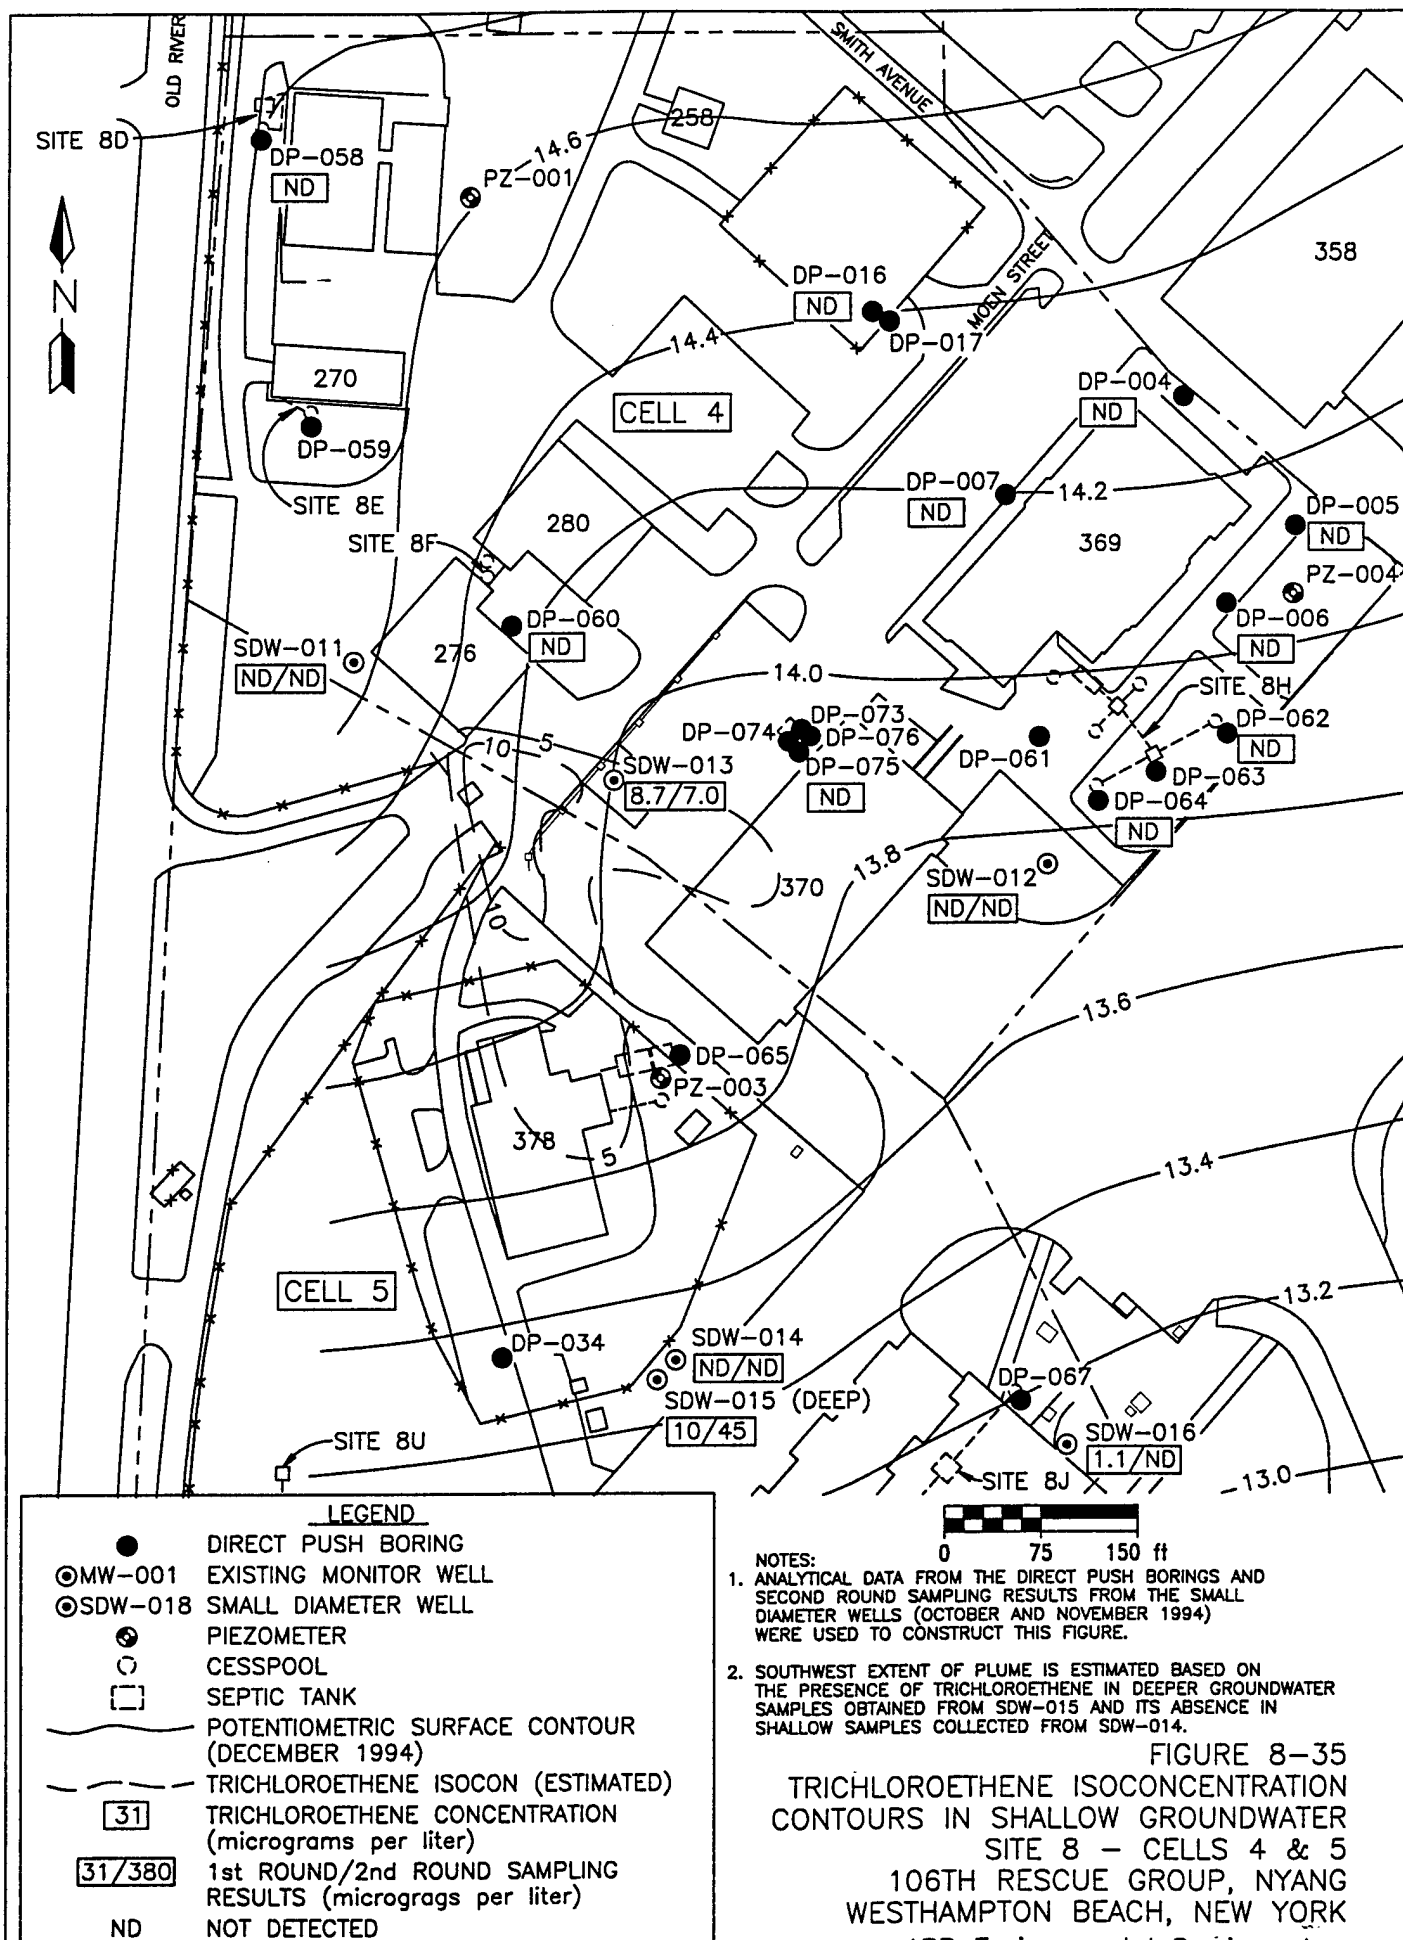 OLD RIVER
SMITH AVENUE
258
SITE 8D
DP-058
ND
14.6
PZ-001
358
N
DP-016
ND
MOEN STREET
DP-017
14.4
270
DP-004
ND
CELL 4
DP-059
DP-007
ND
14.2
SITE 8E
280
DP-005
ND
SITE 8F
369
PZ-004
DP-060
ND
DP-006
ND
SDW-011
ND/ND
276
14.0
SITE 8H
DP-073
DP-074
DP-076
DP-075
ND
DP-061
DP-062
ND
10
5
SDW-013
8.7/7.0
DP-063
DP-064
ND
13.8
370
SDW-012
ND/ND
10
13.6
DP-065
PZ-003
378
5
13.4
CELL 5
13.2
DP-034
SDW-014
ND/ND
SDW-015 (DEEP)
10/45
DP-067
SDW-016
1.1/ND
SITE 8U
SITE 8J
13.0
LEGEND
DIRECT PUSH BORING
MW-001 EXISTING MONITOR WELL
SDW-018 SMALL DIAMETER WELL
PIEZOMETER
CESSPOOL
SEPTIC TANK
POTENTIOMETRIC SURFACE CONTOUR
(DECEMBER 1994)
TRICHLOROETHENE ISOCON (ESTIMATED)
31 TRICHLOROETHENE CONCENTRATION
(micrograms per liter)
31/380 1st ROUND/2nd ROUND SAMPLING
RESULTS (microgrags per liter)
ND NOT DETECTED
0 75 150 ft
NOTES:
1. ANALYTICAL DATA FROM THE DIRECT PUSH BORINGS AND
SECOND ROUND SAMPLING RESULTS FROM THE SMALL
DIAMETER WELLS (OCTOBER AND NOVEMBER 1994)
WERE USED TO CONSTRUCT THIS FIGURE.
2. SOUTHWEST EXTENT OF PLUME IS ESTIMATED BASED ON
THE PRESENCE OF TRICHLOROETHENE IN DEEPER GROUNDWATER
SAMPLES OBTAINED FROM SDW-015 AND ITS ABSENCE IN
SHALLOW SAMPLES COLLECTED FROM SDW-014.
FIGURE 8-35
TRICHLOROETHENE ISOCONCENTRATION
CONTOURS IN SHALLOW GROUNDWATER
SITE 8 - CELLS 4 & 5
106TH RESCUE GROUP, NYANG
WESTHAMPTON BEACH, NEW YORK